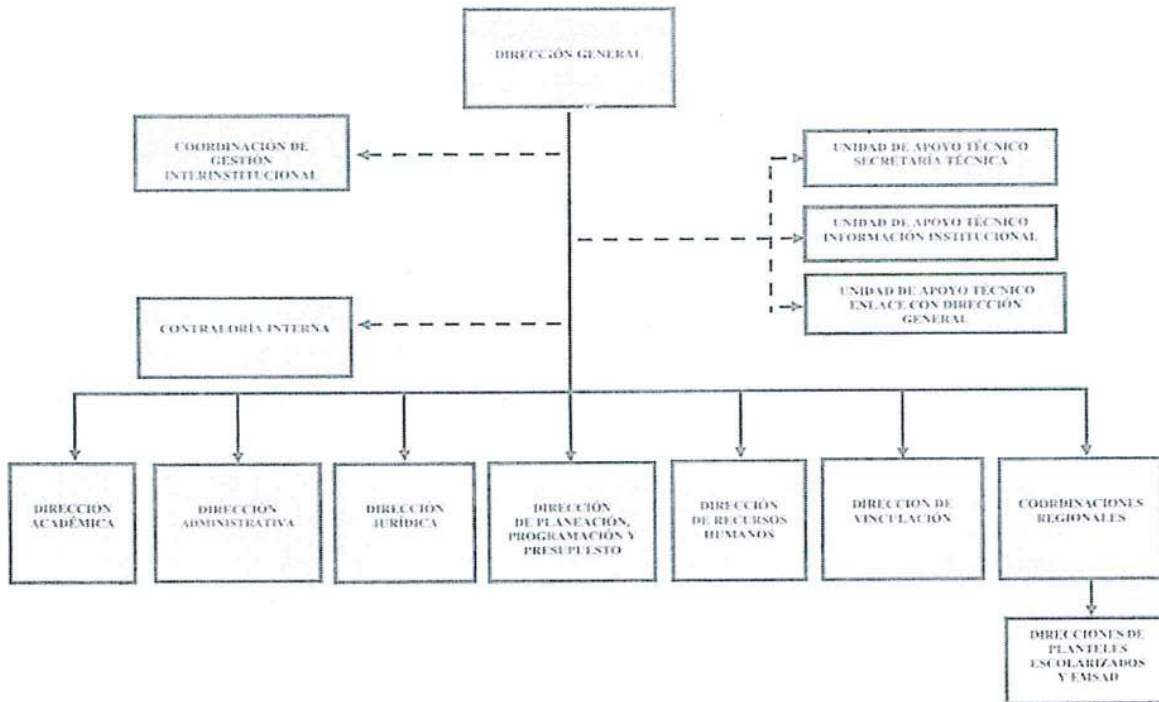 DIRECCIÓN GENERAL
COORDINACIÓN DE
GESTIÓN
INTERINSTITUCIONAL
UNIDAD DE APOYO TÉCNICO
SECRETARÍA TÉCNICA
UNIDAD DE APOYO TÉCNICO
INFORMACIÓN INSTITUCIONAL
UNIDAD DE APOYO TÉCNICO
ENLACE CON DIRECCIÓN
GENERAL
CONTRALORÍA INTERNA
DIRECCIÓN
ACADÉMICA
DIRECCIÓN
ADMINISTRATIVA
DIRECCIÓN
JURÍDICA
DIRECCIÓN
DE PLANEACIÓN,
PROGRAMACIÓN Y
PRESUPUESTO
DIRECCIÓN
DE RECURSOS
HUMANOS
DIRECCIÓN DE
VINCULACIÓN
COORDINACIONES
REGIONALES
DIRECCIONES DE
PLANTELES
ESCOLARIZADOS
Y EMSAD